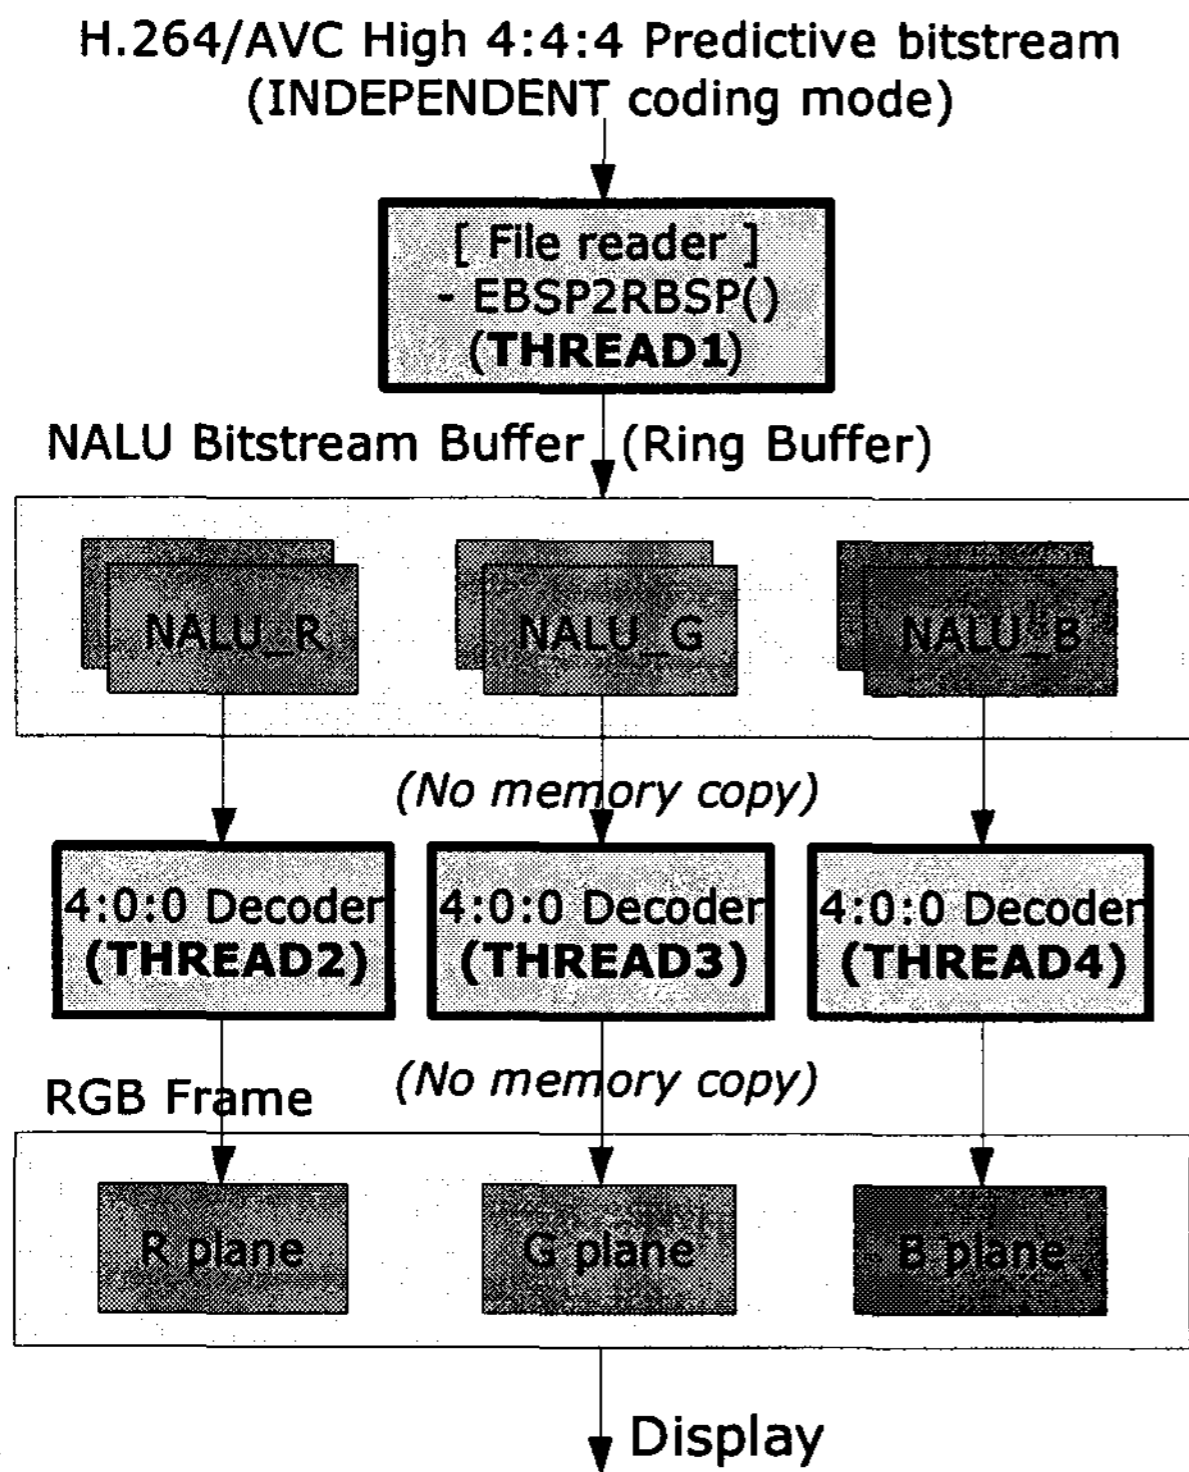 H.264/AVC High 4:4:4 Predictive bitstream
(INDEPENDENT coding mode)
[ File reader ]
- EBSP2RBSP()
(THREAD1)
NALU Bitstream Buffer (Ring Buffer)
NALU_R
NALU_G
NALU_B
(No memory copy)
4:0:0 Decoder
(THREAD2)
4:0:0 Decoder
(THREAD3)
4:0:0 Decoder
(THREAD4)
(No memory copy)
RGB Frame
R plane
G plane
B plane
Display